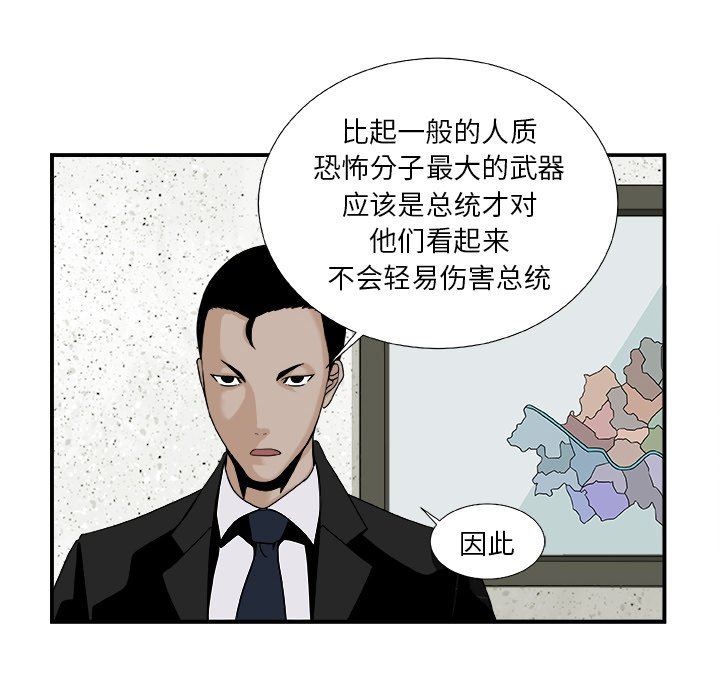 比起一般的人质
恐怖分子最大的武器
应该是总统才对
他们看起来
不会轻易伤害总统
因此